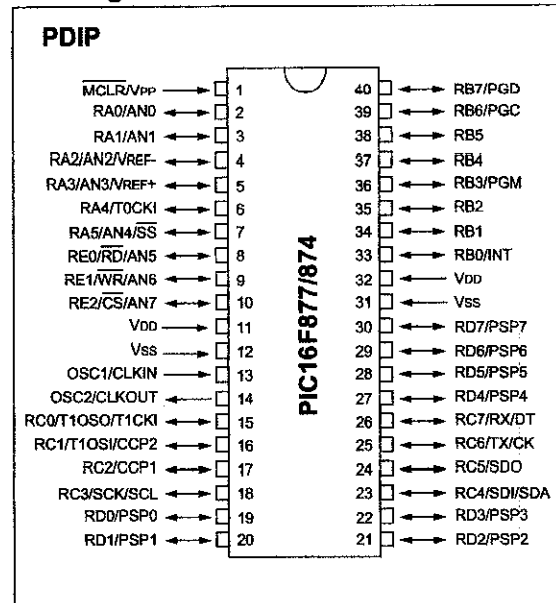 PDIP
MCLR/VPP 1 40 RB7/PGD
RA0/AN0 2 39 RB6/PGC
RA1/AN1 3 38 RB5
RA2/AN2/VREF- 4 37 RB4
RA3/AN3/VREF+ 5 36 RB3/PGM
RA4/T0CKI 6 35 RB2
RA5/AN4/SS 7 34 RB1
RE0/RD/AN5 8 33 RB0/INT
RE1/WR/AN6 9 32 VDD
RE2/CS/AN7 10 31 VSS
VDD 11 30 RD7/PSP7
VSS 12 29 RD6/PSP6
OSC1/CLKIN 13 28 RD5/PSP5
OSC2/CLKOUT 14 27 RD4/PSP4
RC0/T1OSO/T1CKI 15 26 RC7/RX/DT
RC1/T1OSI/CCP2 16 25 RC6/TX/CK
RC2/CCP1 17 24 RC5/SDO
RC3/SCK/SCL 18 23 RC4/SDI/SDA
RD0/PSP0 19 22 RD3/PSP3
RD1/PSP1 20 21 RD2/PSP2
PIC16F877/874